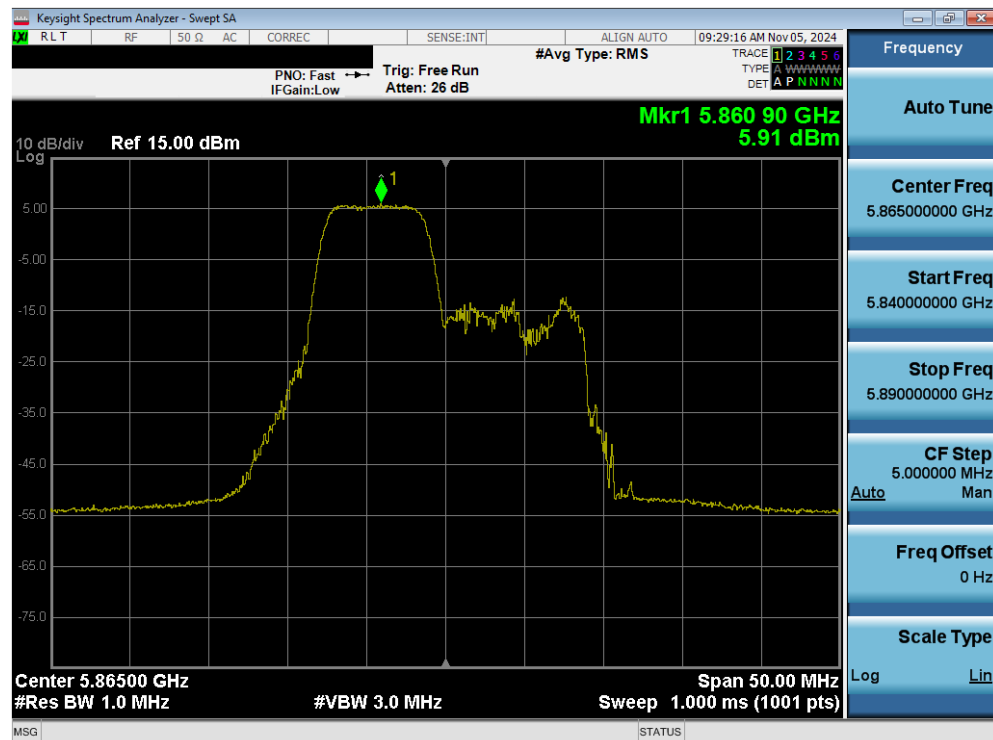 Keysight Spectrum Analyzer - Swept SA
LXI RLT RF 50 Ω AC CORREC SENSE:INT ALIGN AUTO 09:29:16 AM Nov 05, 2024
PNO: Fast
IFGain:Low
Trig: Free Run
Atten: 26 dB
#Avg Type: RMS
TRACE 1 2 3 4 5 6
TYPE A WWWWW
DET A P N N N N
Mkr1 5.860 90 GHz
5.91 dBm
10 dB/div Ref 15.00 dBm
Log
1
5.00
-5.00
-15.0
-25.0
-35.0
-45.0
-55.0
-65.0
-75.0
Center 5.86500 GHz Span 50.00 MHz
#Res BW 1.0 MHz #VBW 3.0 MHz Sweep 1.000 ms (1001 pts)
MSG STATUS
Frequency
Auto Tune
Center Freq
5.865000000 GHz
Start Freq
5.840000000 GHz
Stop Freq
5.890000000 GHz
CF Step
5.000000 MHz
Auto Man
Freq Offset
0 Hz
Scale Type
Log Lin